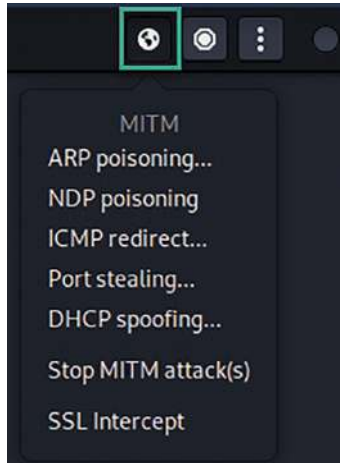 MITM
ARP poisoning...
NDP poisoning
ICMP redirect...
Port stealing...
DHCP spoofing...
Stop MITM attack(s)
SSL Intercept